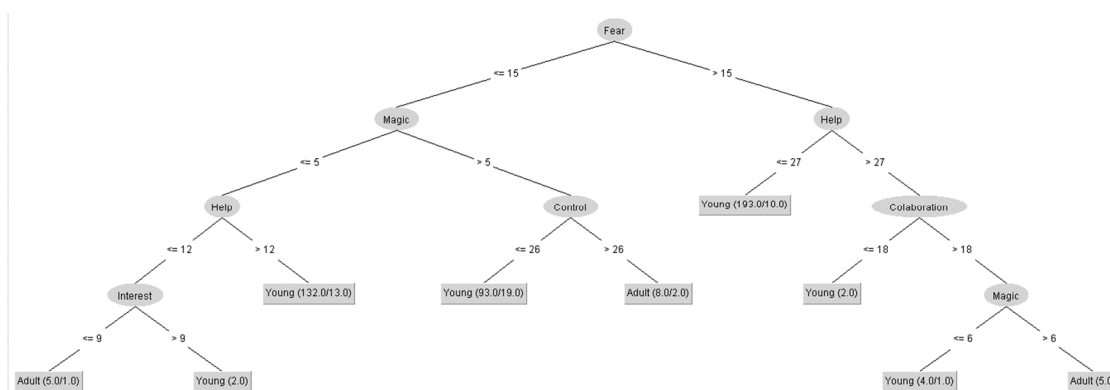 Fear
<= 15 > 15
Magic Help
<= 5 > 5 <= 27 > 27
Help Control Young (193.0/10.0) Colaboration
<= 12 > 12 <= 26 > 26 <= 18 > 18
Interest Young (132.0/13.0) Young (93.0/19.0) Adult (8.0/2.0) Young (2.0) Magic
<= 9 > 9 <= 6 > 6
Adult (5.0/1.0) Young (2.0) Young (4.0/1.0) Adult (5.0